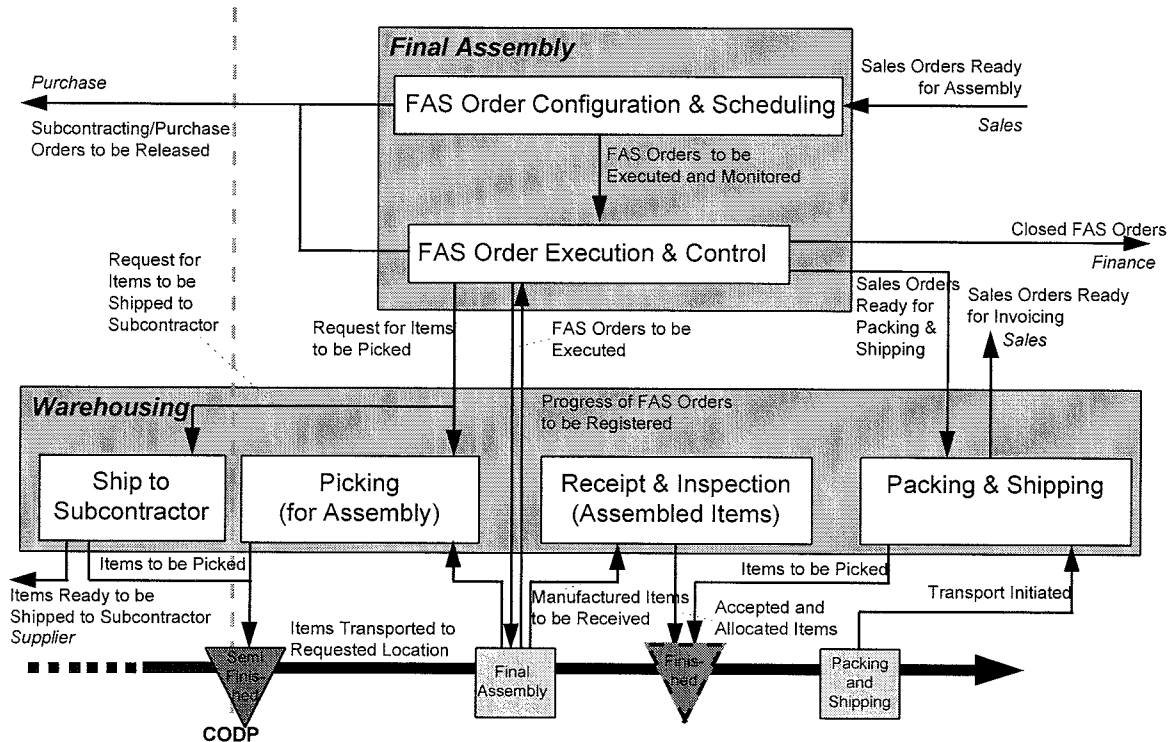 Final Assembly
Purchase
FAS Order Configuration & Scheduling
Sales Orders Ready
for Assembly
Sales
Subcontracting/Purchase
Orders to be Released
FAS Orders to be
Executed and Monitored
FAS Order Execution & Control
Closed FAS Orders
Finance
Request for
Items to be
Shipped to
Subcontractor
Request for Items
to be Picked
FAS Orders to be
Executed
Sales Orders
Ready for
Packing &
Shipping
Sales Orders Ready
for Invoicing
Sales
Warehousing
Progress of FAS Orders
to be Registered
Ship to
Subcontractor
Picking
(for Assembly)
Receipt & Inspection
(Assembled Items)
Packing & Shipping
Items to be Picked
Items Ready to be
Shipped to Subcontractor
Supplier
Items Transported to
Requested Location
Manufactured Items
to be Received
Items to be Picked
Accepted and
Allocated Items
Transport Initiated
Semi
Finis-
hed
CODP
Final
Assembly
Finis-
hed
Packing
and
Shipping